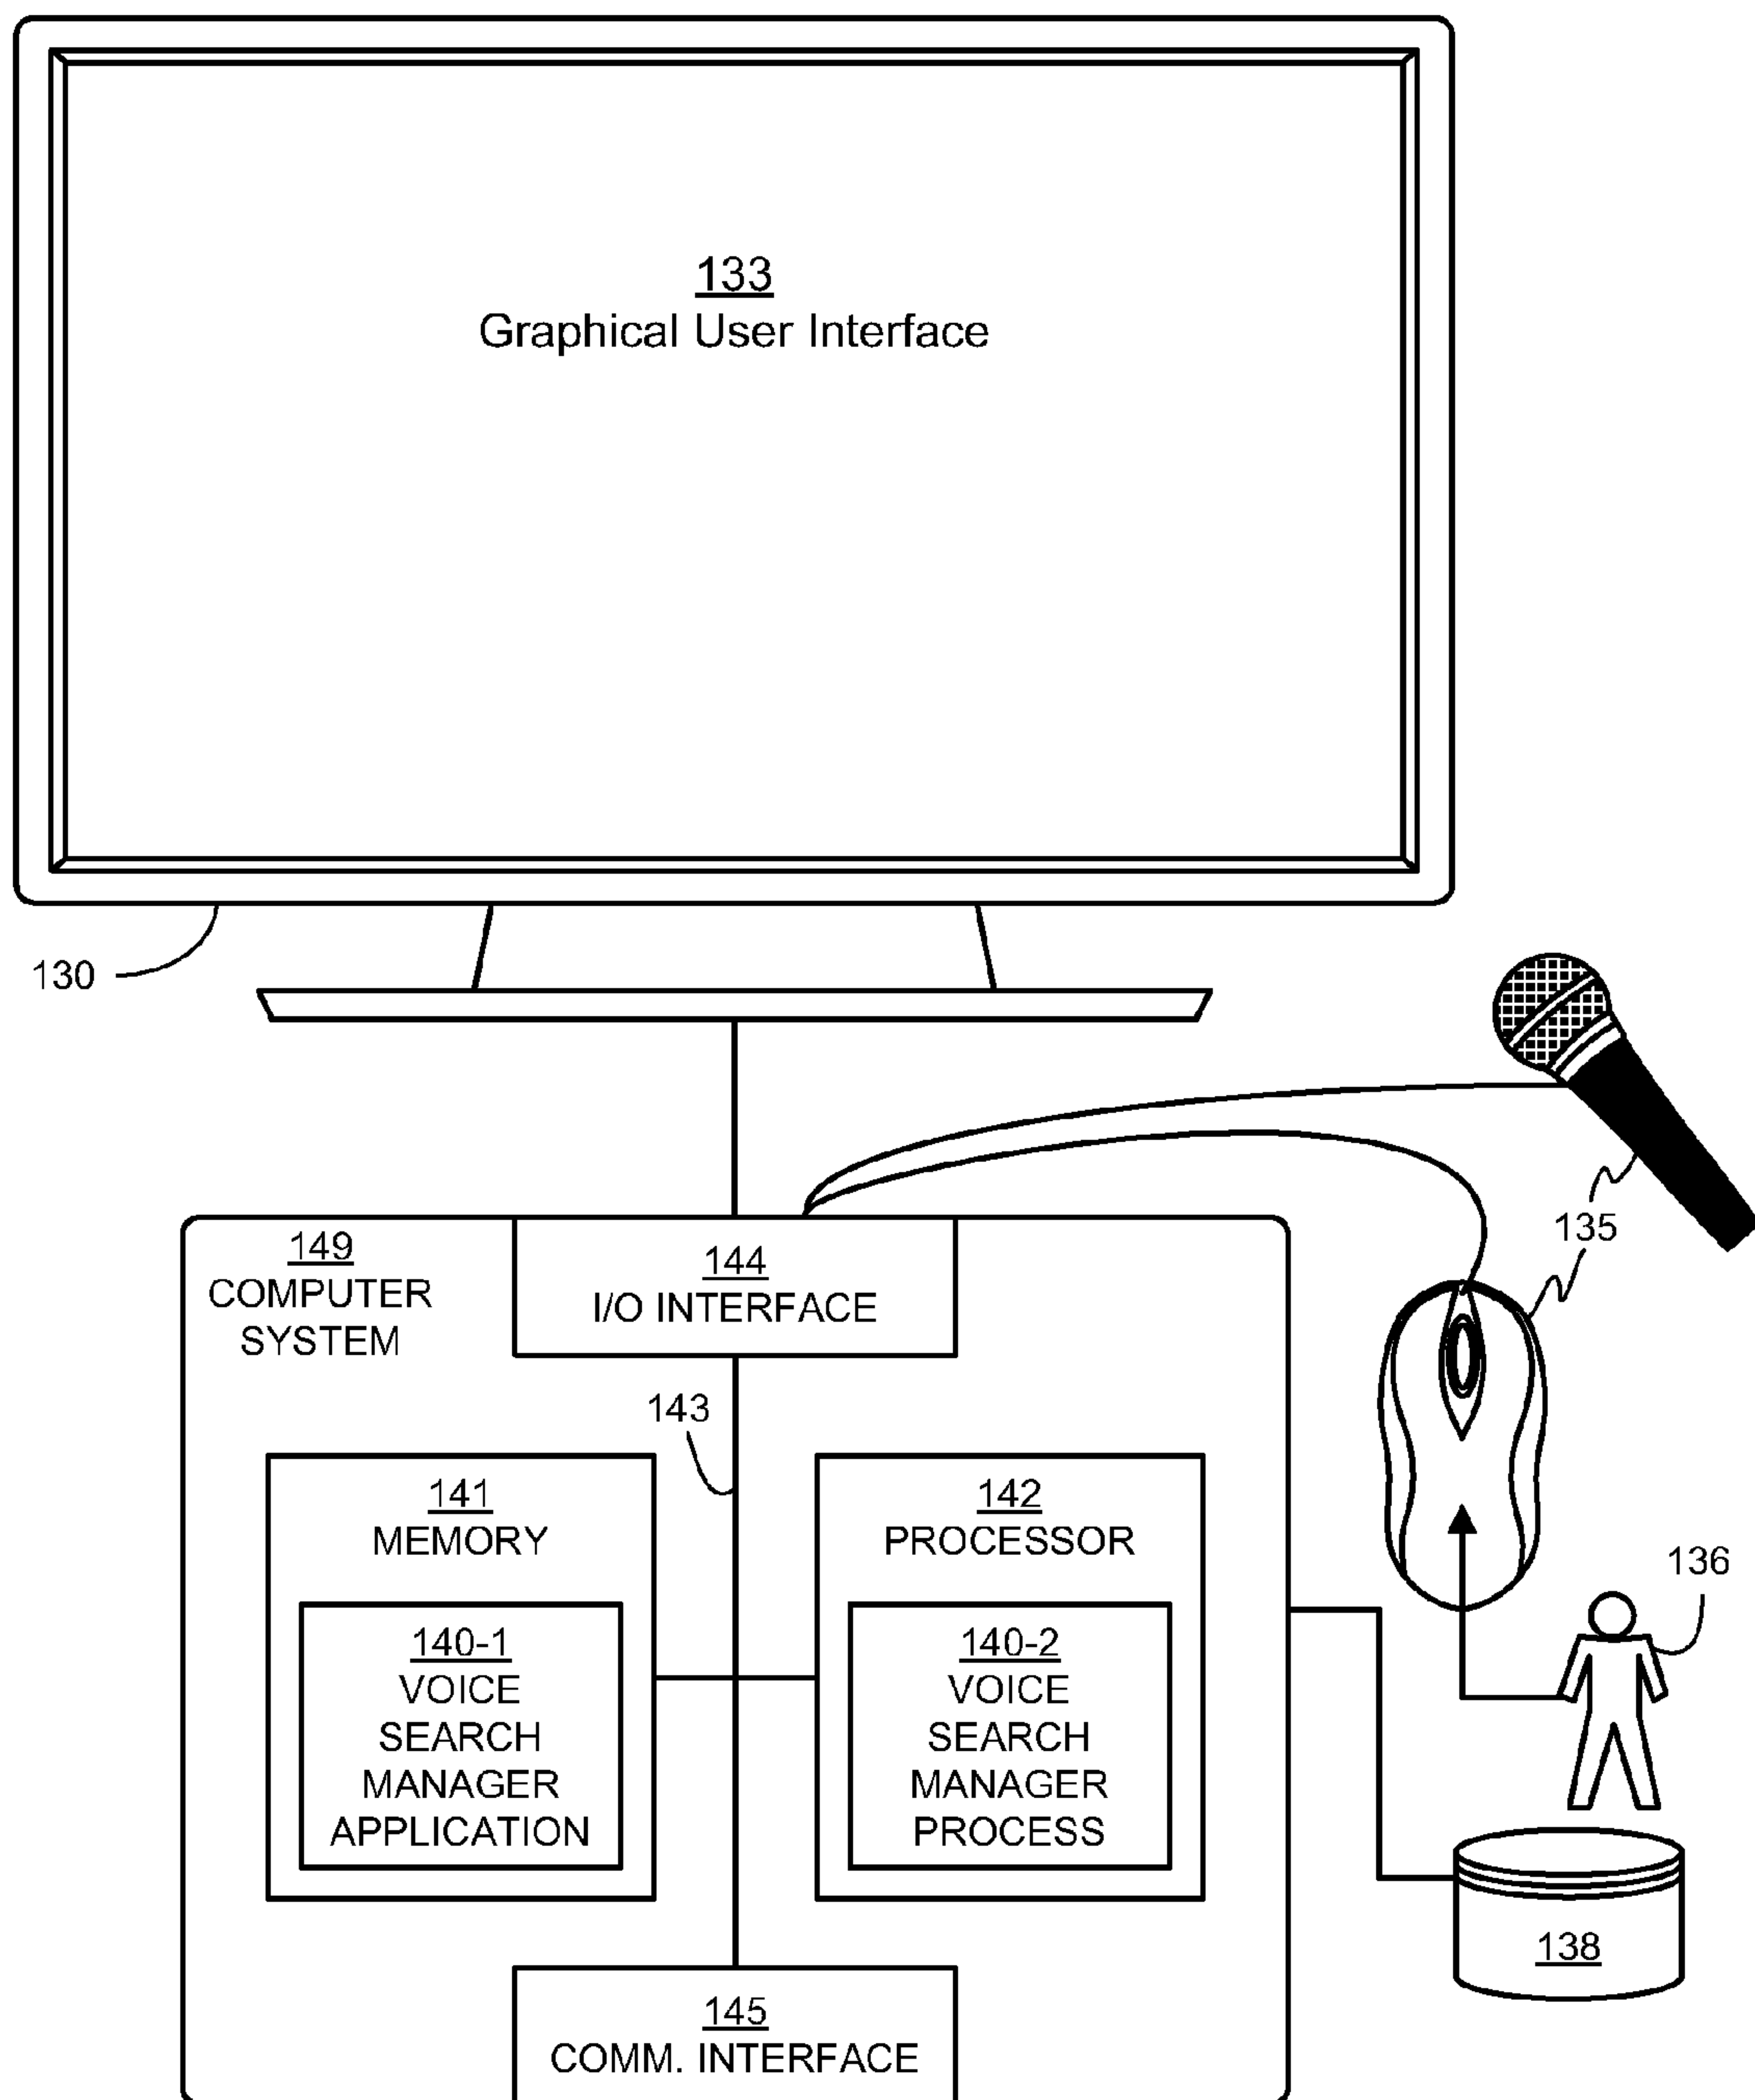 133
Graphical User Interface
130
135
149
COMPUTER
SYSTEM
144
I/O INTERFACE
143
141
MEMORY
142
PROCESSOR
136
140-1
VOICE
SEARCH
MANAGER
APPLICATION
140-2
VOICE
SEARCH
MANAGER
PROCESS
138
145
COMM. INTERFACE